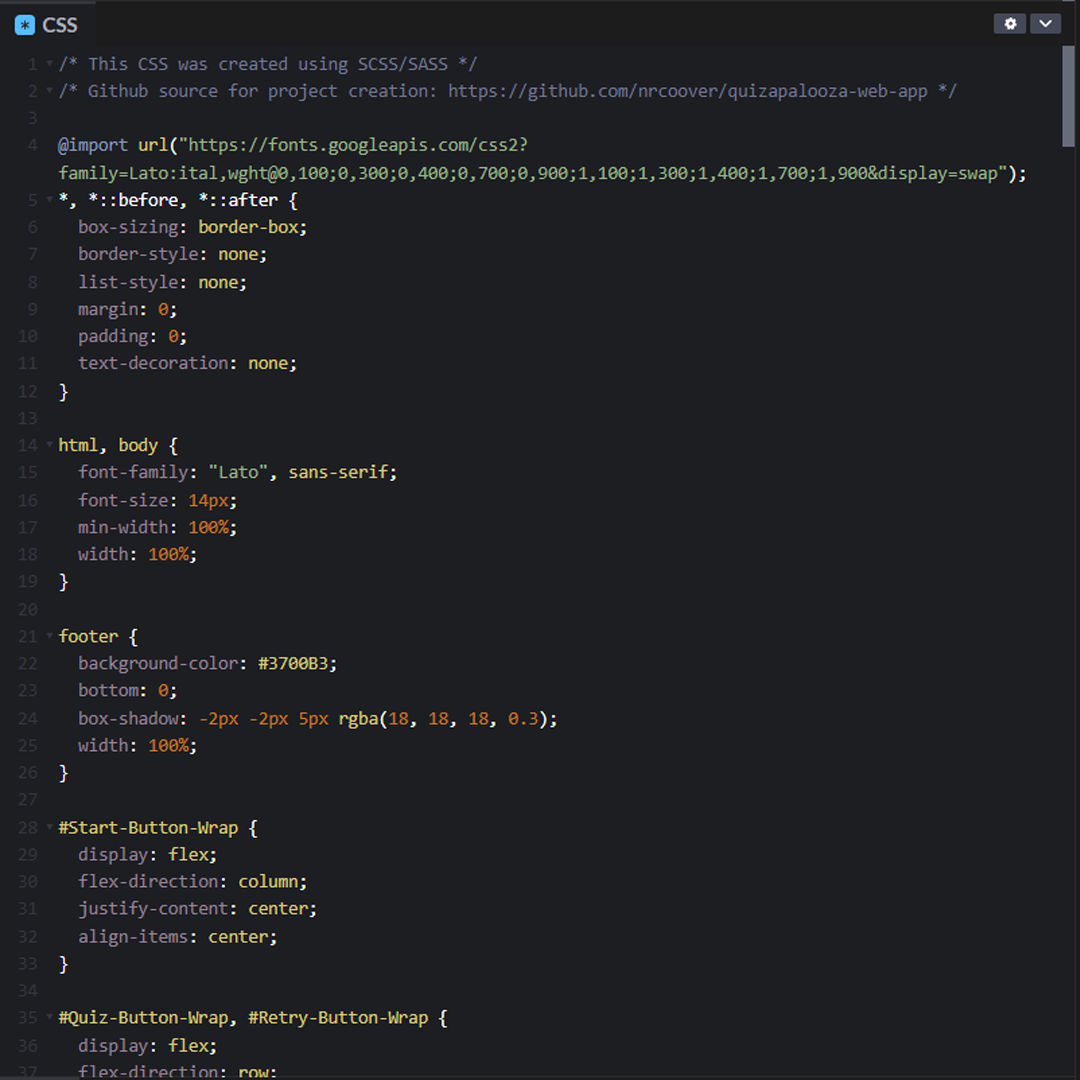 CSS
1 /* This CSS was created using SCSS/SASS */
2 /* Github source for project creation: https://github.com/nrcoover/quizapalooza-web-app */
3
4 @import url("https://fonts.googleapis.com/css2?
family=Lato:ital,wght@0,100;0,300;0,400;0,700;0,900;1,100;1,300;1,400;1,700;1,900&display=swap");
5 *, *::before, *::after {
6 box-sizing: border-box;
7 border-style: none;
8 list-style: none;
9 margin: 0;
10 padding: 0;
11 text-decoration: none;
12 }
13
14 html, body {
15 font-family: "Lato", sans-serif;
16 font-size: 14px;
17 min-width: 100%;
18 width: 100%;
19 }
20
21 footer {
22 background-color: #3700B3;
23 bottom: 0;
24 box-shadow: -2px -2px 5px rgba(18, 18, 18, 0.3);
25 width: 100%;
26 }
27
28 #Start-Button-Wrap {
29 display: flex;
30 flex-direction: column;
31 justify-content: center;
32 align-items: center;
33 }
34
35 #Quiz-Button-Wrap, #Retry-Button-Wrap {
36 display: flex;
37 flex-direction: row;